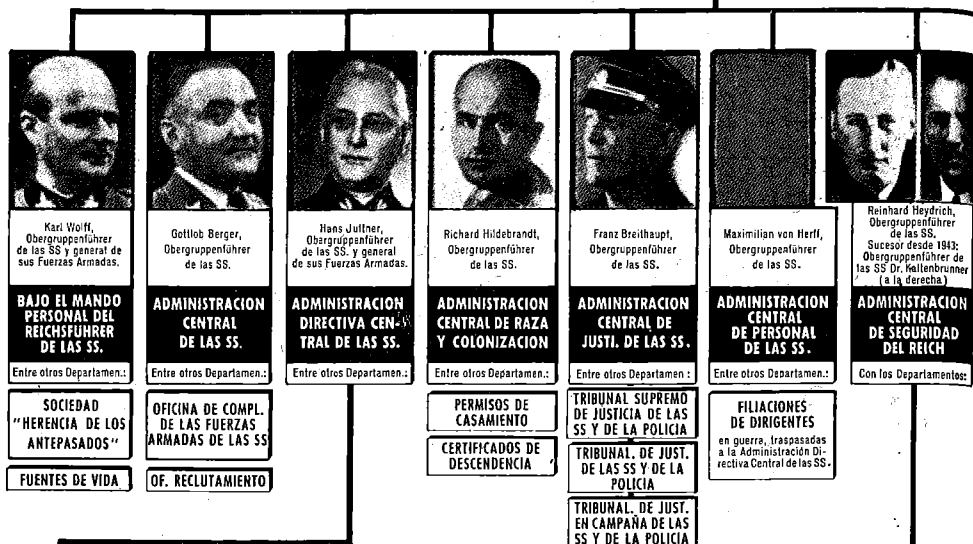 Karl Wolff,
Obergruppenführer
de las SS y general de
sus Fuerzas Armadas.
BAJO EL MANDO
PERSONAL DEL
REICHSFÜHRER
DE LAS SS.
Entre otros Departamen.:
SOCIEDAD
"HERENCIA DE LOS
ANTEPASADOS"
FUENTES DE VIDA
Gottlob Berger,
Obergruppenführer
de las SS.
ADMINISTRACION
CENTRAL
DE LAS SS.
Entre otros Departamen.:
OFICINA DE COMPL.
DE LAS FUERZAS
ARMADAS DE LAS SS
OF. RECLUTAMIENTO
Hans Juttner,
Obergruppenführer
de las SS. y general
de sus Fuerzas Armadas.
ADMINISTRACION
DIRECTIVA CEN-
TRAL DE LAS SS.
Entre otros Departamen.:
Richard Hildebrandt,
Obergruppenführer
de las SS.
ADMINISTRACION
CENTRAL DE RAZA
Y COLONIZACION
Entre otros Departamen.:
PERMISOS DE
CASAMIENTO
CERTIFICADOS DE
DESCENDENCIA
Franz Breithaupt,
Obergruppenführer
de las SS.
ADMINISTRACION
CENTRAL DE
JUSTI. DE LAS SS.
Entre otros Departamen :
TRIBUNAL SUPREMO
DE JUSTICIA DE LAS
SS Y DE LA POLICIA
TRIBUNAL. DE JUST.
DE LAS SS Y DE LA
POLICIA
TRIBUNAL. DE JUST.
EN CAMPAÑA DE LAS
SS Y DE LA POLICIA
Maximilian von Herff,
Obergruppenführer
de las SS.
ADMINISTRACION
CENTRAL
DE PERSONAL
DE LAS SS.
Entre otros Departamen.:
FILIACIONES
DE DIRIGENTES
en guerra, traspasadas
a la Administración Di-
rectiva Central de las SS.
Reinhard Heydrich,
Obergruppenführer
de las SS.
Sucesor desde 1943;
Obergruppenführer de
las SS Dr. Kaltenbrunner
(a la derecha)
ADMINISTRACION
CENTRAL
DE SEGURIDAD
DEL REICH
Con los Departamentos: